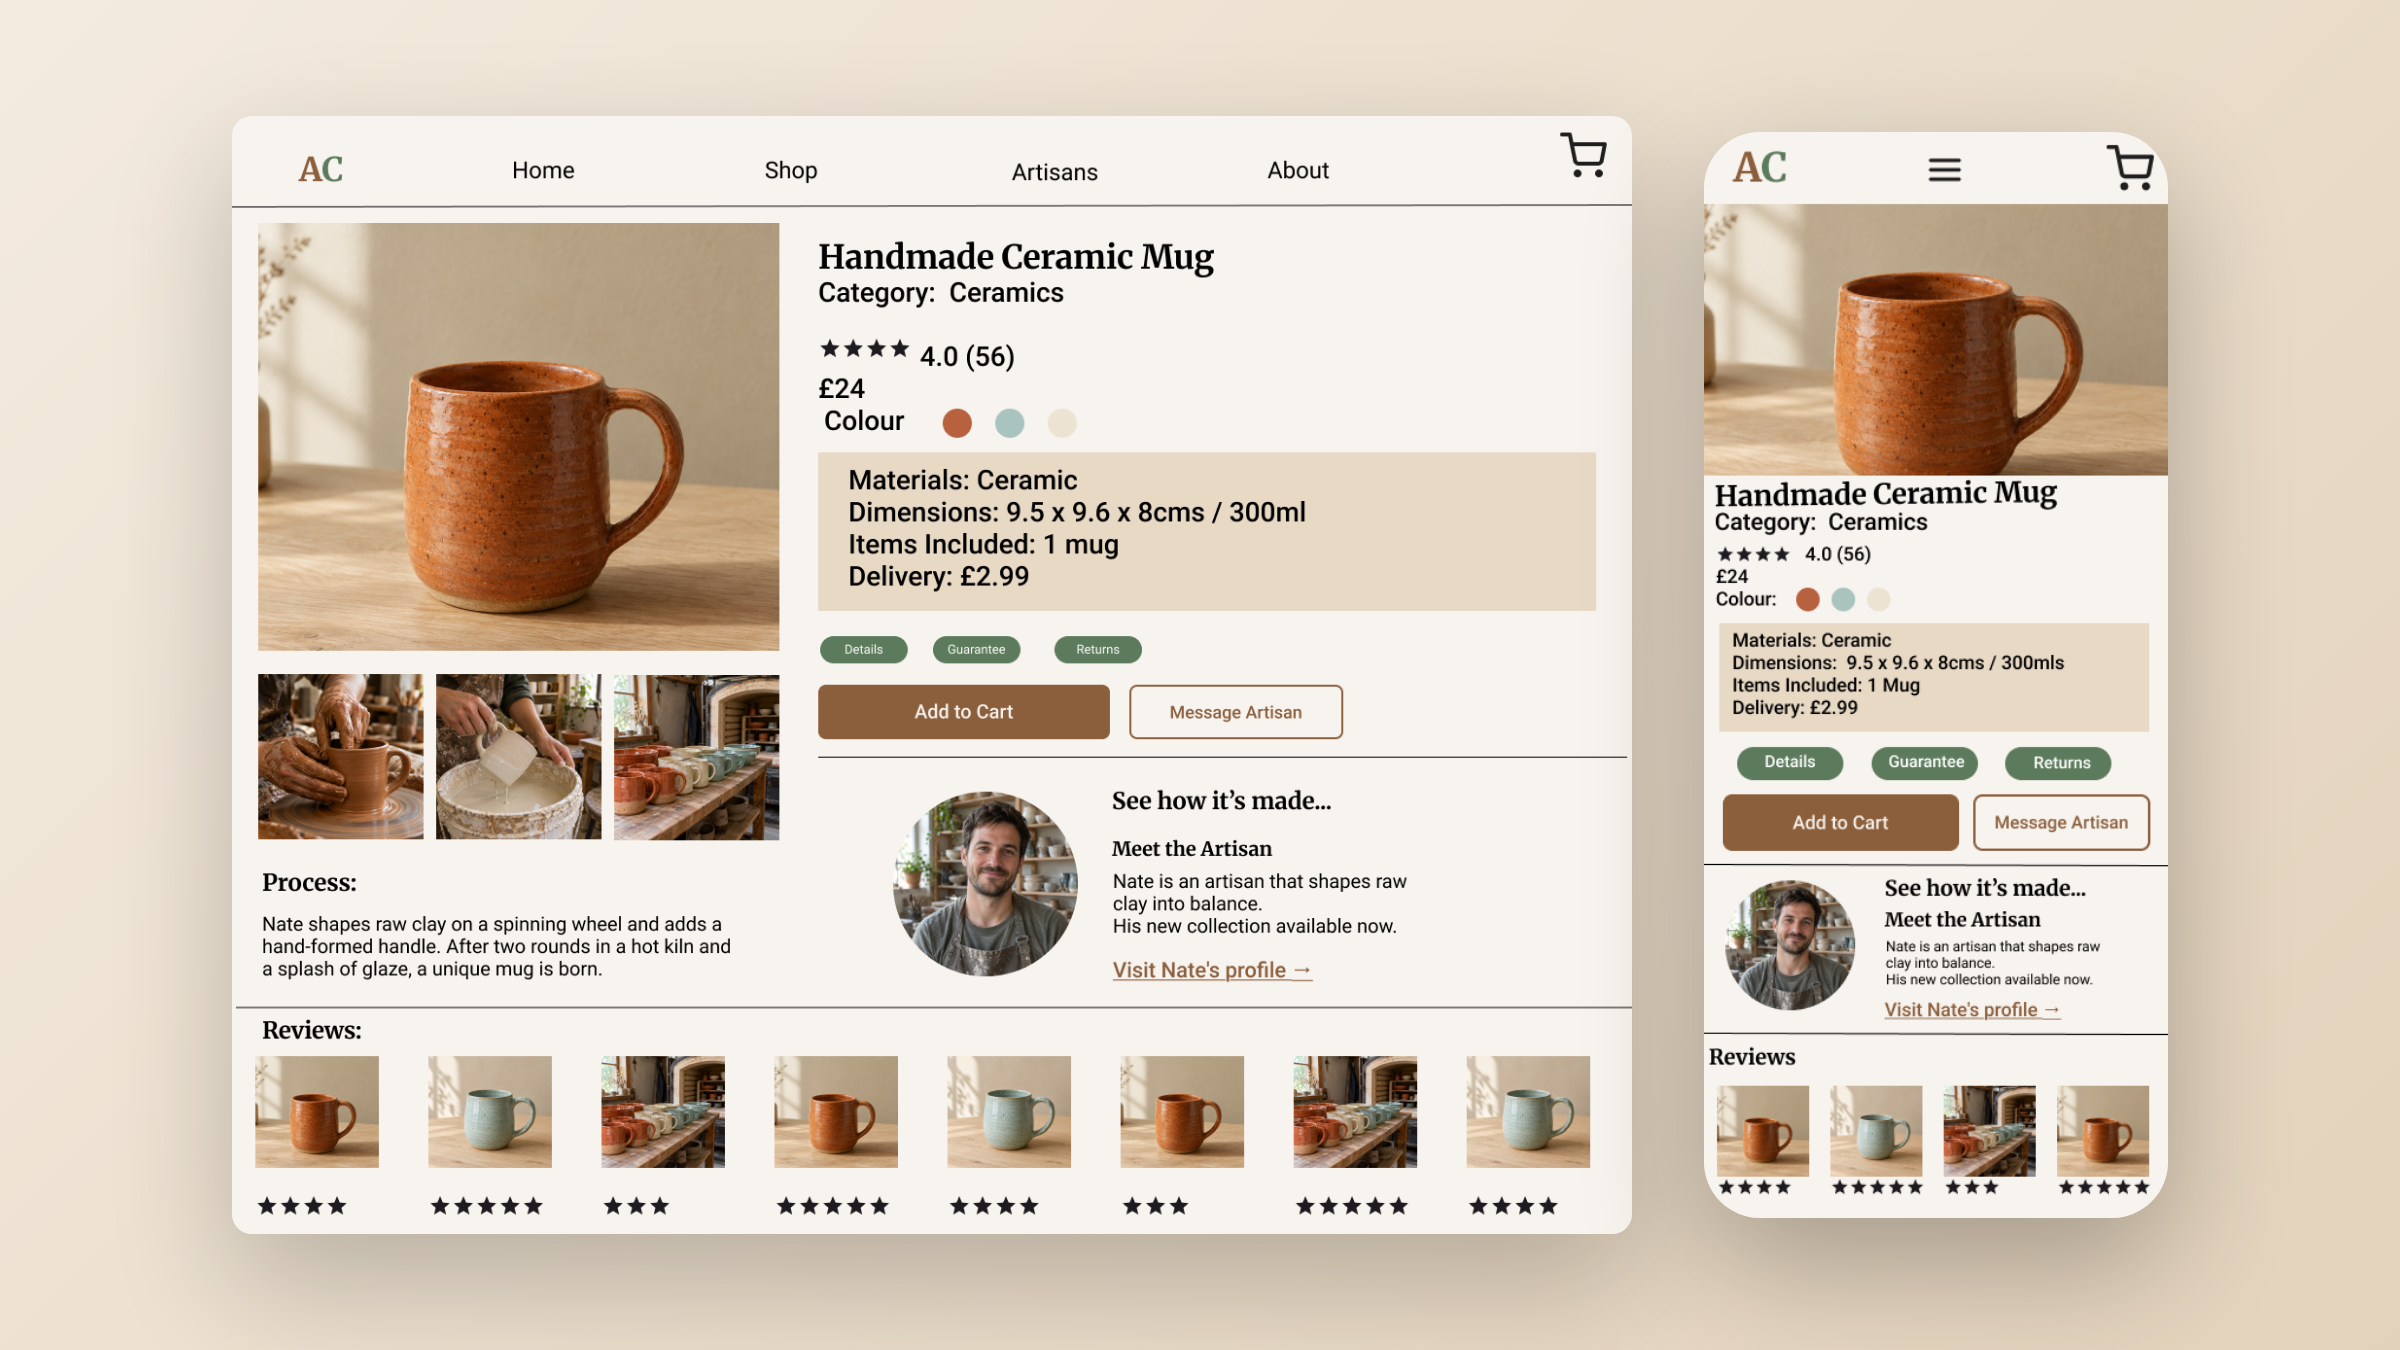 AC
Home
Shop
Artisans
About
Handmade Ceramic Mug
Category: Ceramics
4.0 (56)
£24
Colour
Materials: Ceramic
Dimensions: 9.5 x 9.6 x 8cms / 300ml
Items Included: 1 mug
Delivery: £2.99
Details
Guarantee
Returns
Add to Cart
Message Artisan
See how it’s made...
Meet the Artisan
Nate is an artisan that shapes raw
clay into balance.
His new collection available now.
Visit Nate's profile →
Process:
Nate shapes raw clay on a spinning wheel and adds a
hand-formed handle. After two rounds in a hot kiln and
a splash of glaze, a unique mug is born.
Reviews:
AC
Handmade Ceramic Mug
Category: Ceramics
4.0 (56)
£24
Colour:
Materials: Ceramic
Dimensions: 9.5 x 9.6 x 8cms / 300mls
Items Included: 1 Mug
Delivery: £2.99
Details
Guarantee
Returns
Add to Cart
Message Artisan
See how it’s made...
Meet the Artisan
Nate is an artisan that shapes raw
clay into balance.
His new collection available now.
Visit Nate's profile →
Reviews